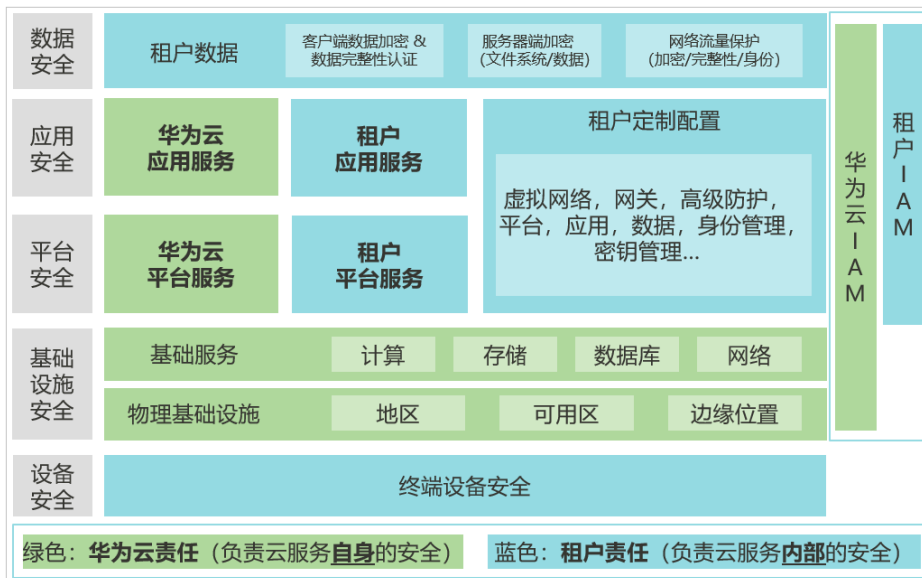 数据
安全
租户数据
客户端数据加密 &
数据完整性认证
服务器端加密
(文件系统/数据)
网络流量保护
(加密/完整性/身份)
应用
安全
华为云
应用服务
租户
应用服务
租户定制配置
虚拟网络，网关，高级防护，
平台，应用，数据，身份管理，
密钥管理...
平台
安全
华为云
平台服务
租户
平台服务
基础
设施
安全
基础服务
计算
存储
数据库
网络
物理基础设施
地区
可用区
边缘位置
设备
安全
终端设备安全
华为云IAM
租户IAM
绿色：华为云责任（负责云服务自身的安全）
蓝色：租户责任（负责云服务内部的安全）